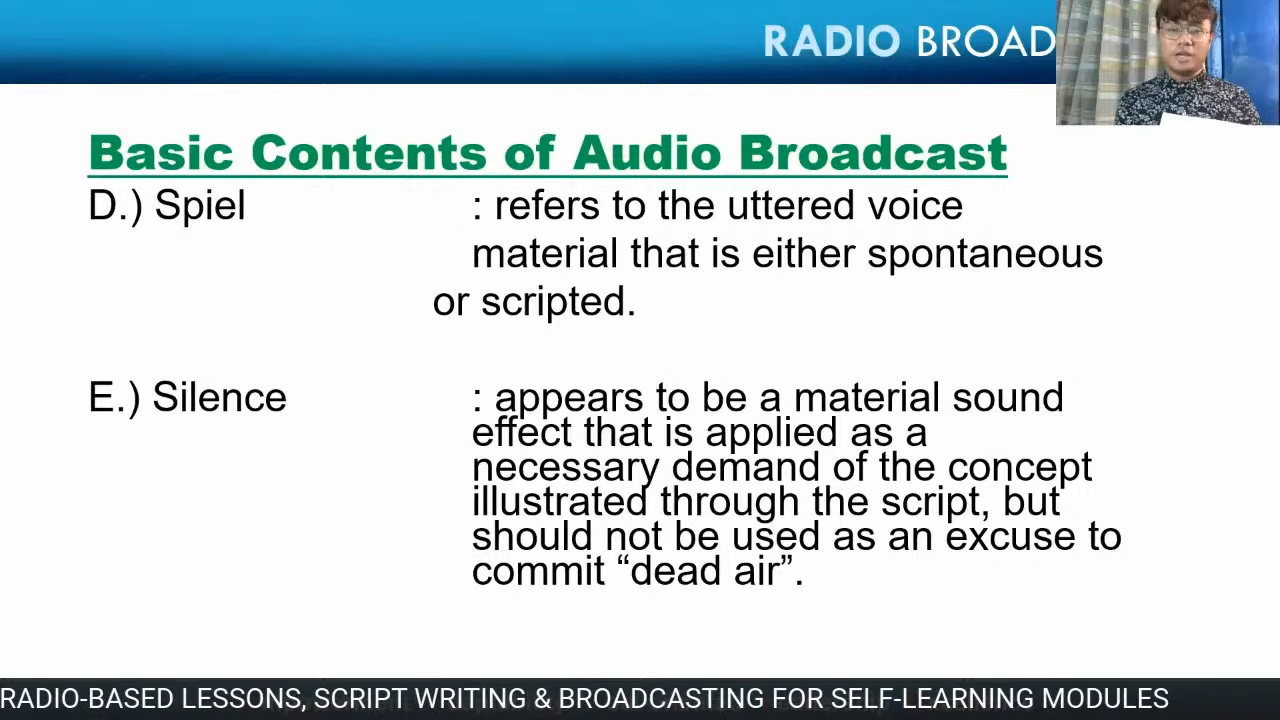 RADIO BROAD
Basic Contents of Audio Broadcast
D.) Spiel : refers to the uttered voice
material that is either spontaneous
or scripted.
E.) Silence : appears to be a material sound
effect that is applied as a
necessary demand of the concept
illustrated through the script, but
should not be used as an excuse to
commit “dead air”.
RADIO-BASED LESSONS, SCRIPT WRITING & BROADCASTING FOR SELF-LEARNING MODULES